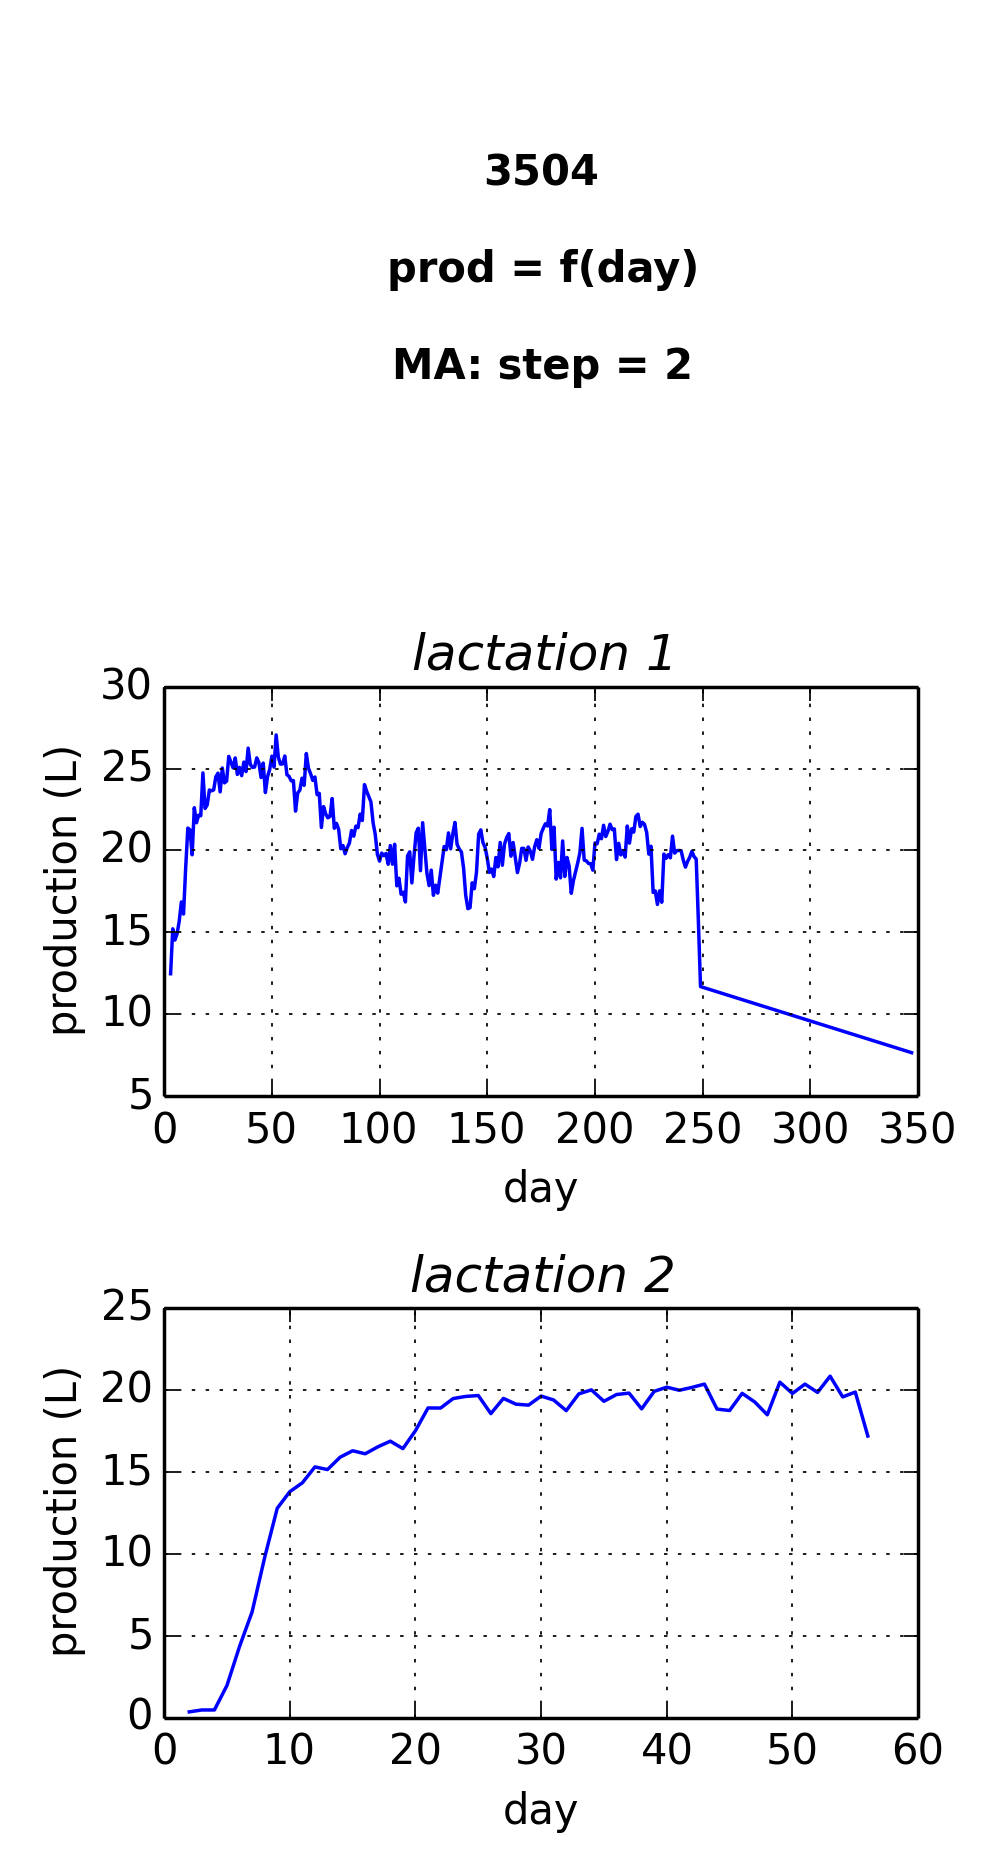 3504
prod = f(day)
MA: step = 2
lactation 1
30
25
20
15
10
5
production (L)
0 50 100 150 200 250 300 350
day
lactation 2
25
20
15
10
5
0
production (L)
0 10 20 30 40 50 60
day